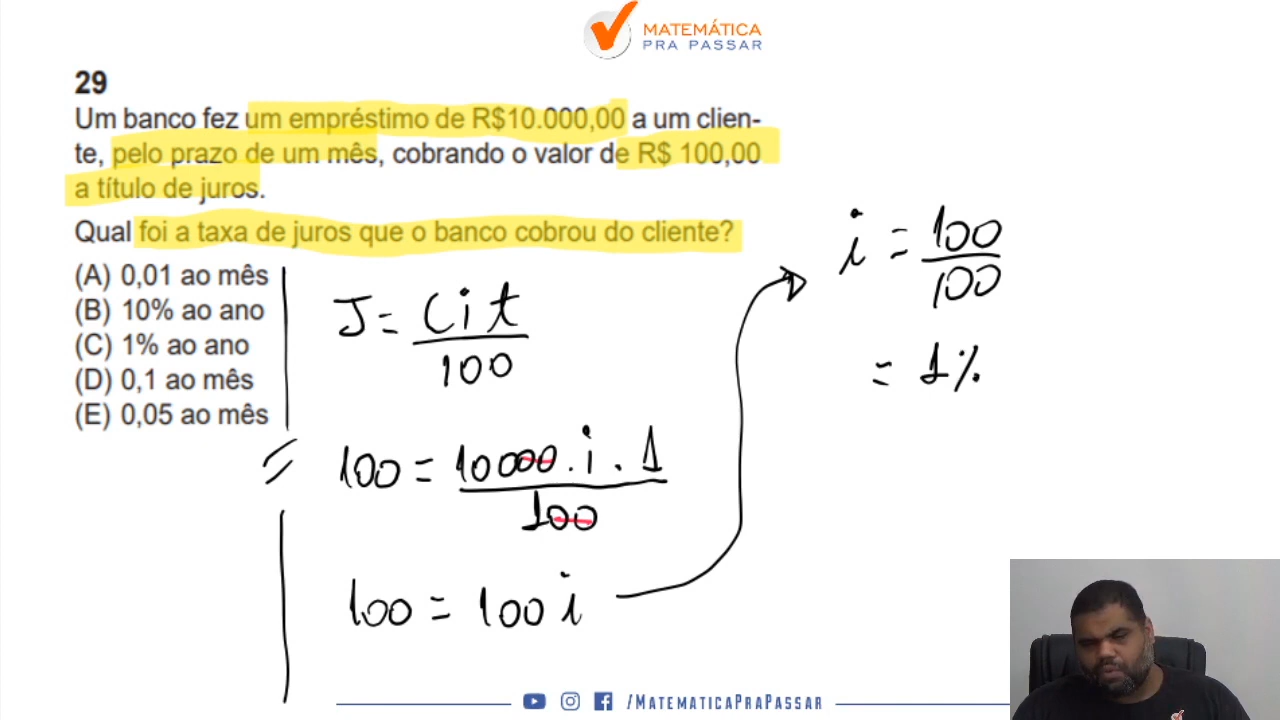 MATEMÁTICA
PRA PASSAR
29
Um banco fez um empréstimo de R$10.000,00 a um clien-
te, pelo prazo de um mês, cobrando o valor de R$ 100,00
a título de juros.
Qual foi a taxa de juros que o banco cobrou do cliente?
(A) 0,01 ao mês
(B) 10% ao ano
(C) 1% ao ano
(D) 0,1 ao mês
(E) 0,05 ao mês
J = Cit
100
100 = 10000 . i . 1
100
100 = 100 i
i = 100
100
= 1%
/MATEMATICAPRAPASSAR